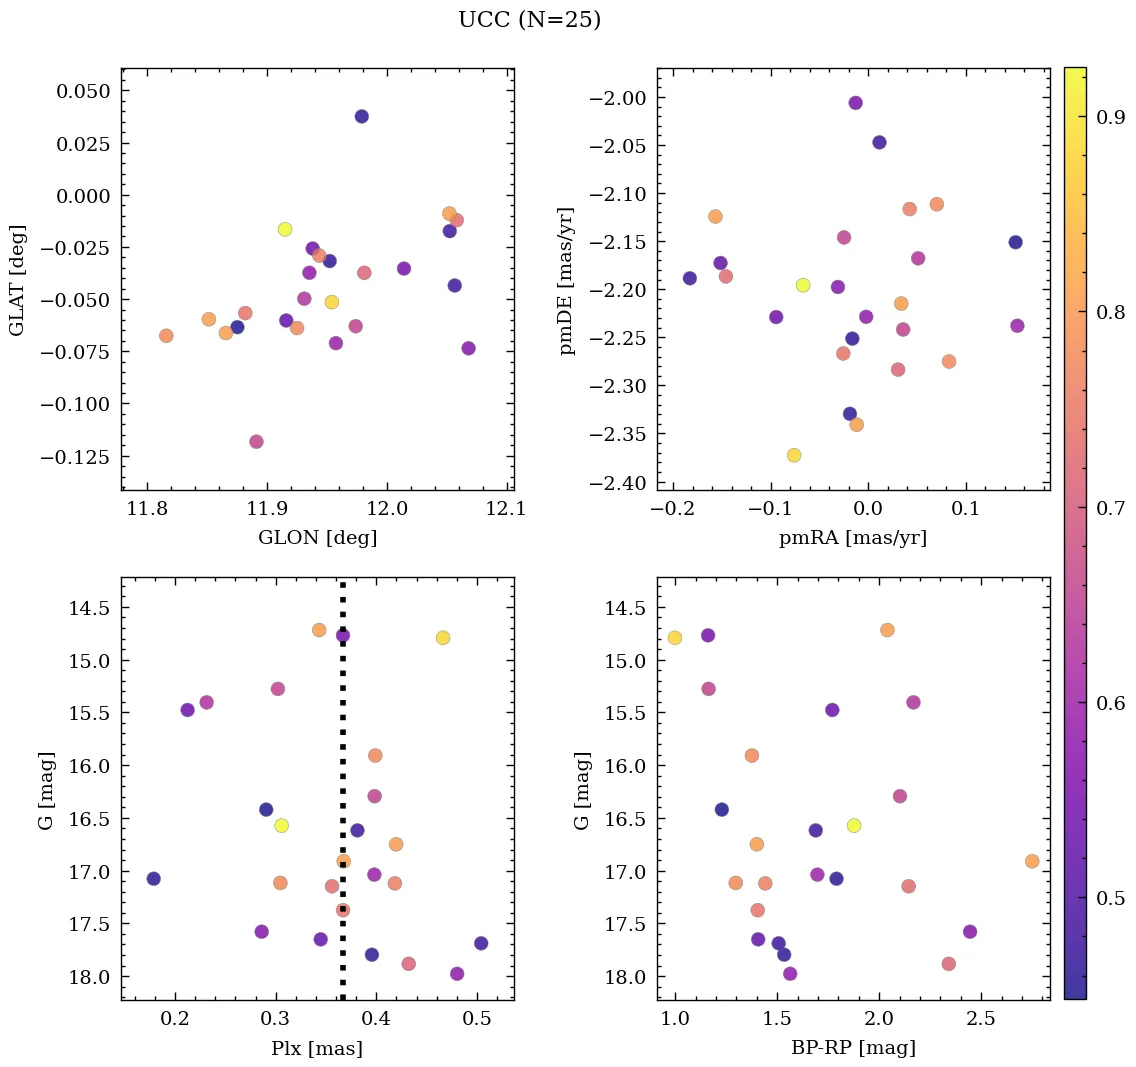 UCC (N=25)
0.050
0.025
0.000
−0.025
−0.050
−0.075
−0.100
−0.125
GLAT [deg]
11.8 11.9 12.0 12.1
GLON [deg]
−2.00
−2.05
−2.10
−2.15
−2.20
−2.25
−2.30
−2.35
−2.40
pmDE [mas/yr]
−0.2 −0.1 0.0 0.1
pmRA [mas/yr]
14.5
15.0
15.5
16.0
16.5
17.0
17.5
18.0
G [mag]
0.2 0.3 0.4 0.5
Plx [mas]
14.5
15.0
15.5
16.0
16.5
17.0
17.5
18.0
G [mag]
1.0 1.5 2.0 2.5
BP-RP [mag]
0.9
0.8
0.7
0.6
0.5